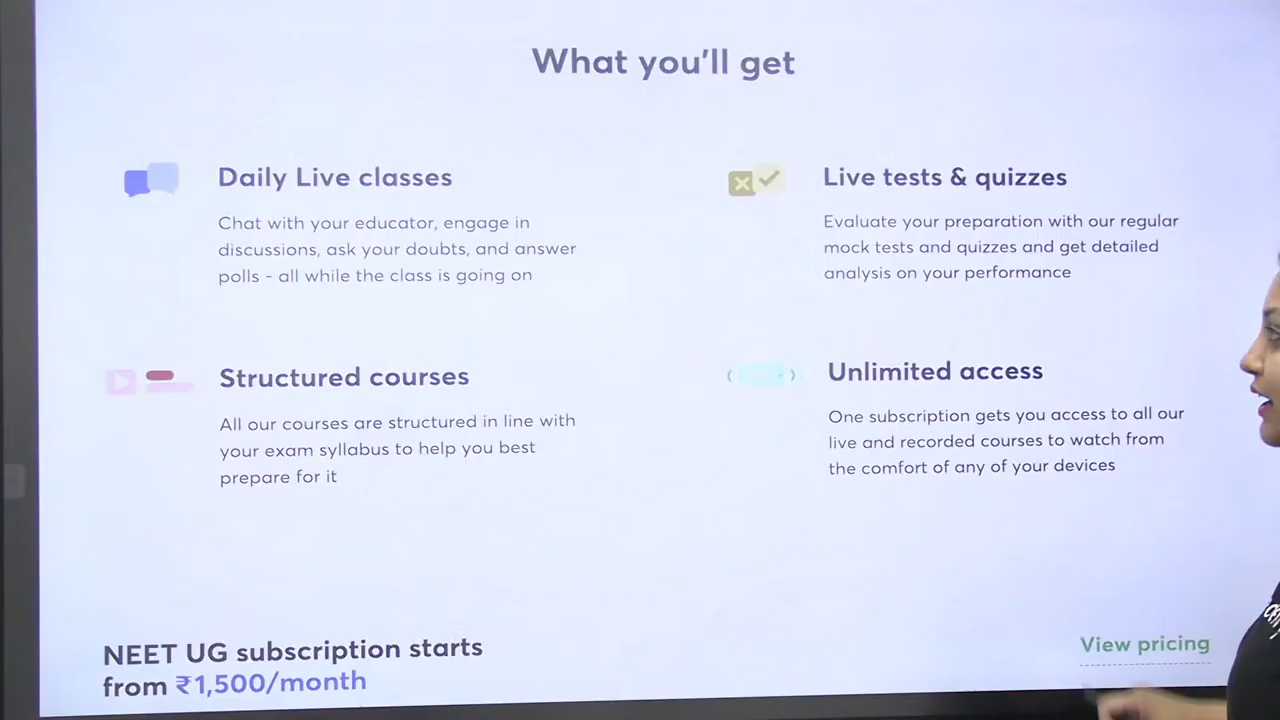 What you'll get
Daily Live classes
Chat with your educator, engage in
discussions, ask your doubts, and answer
polls - all while the class is going on
Live tests & quizzes
Evaluate your preparation with our regular
mock tests and quizzes and get detailed
analysis on your performance
Structured courses
All our courses are structured in line with
your exam syllabus to help you best
prepare for it
Unlimited access
One subscription gets you access to all our
live and recorded courses to watch from
the comfort of any of your devices
NEET UG subscription starts
from ₹1,500/month
View pricing